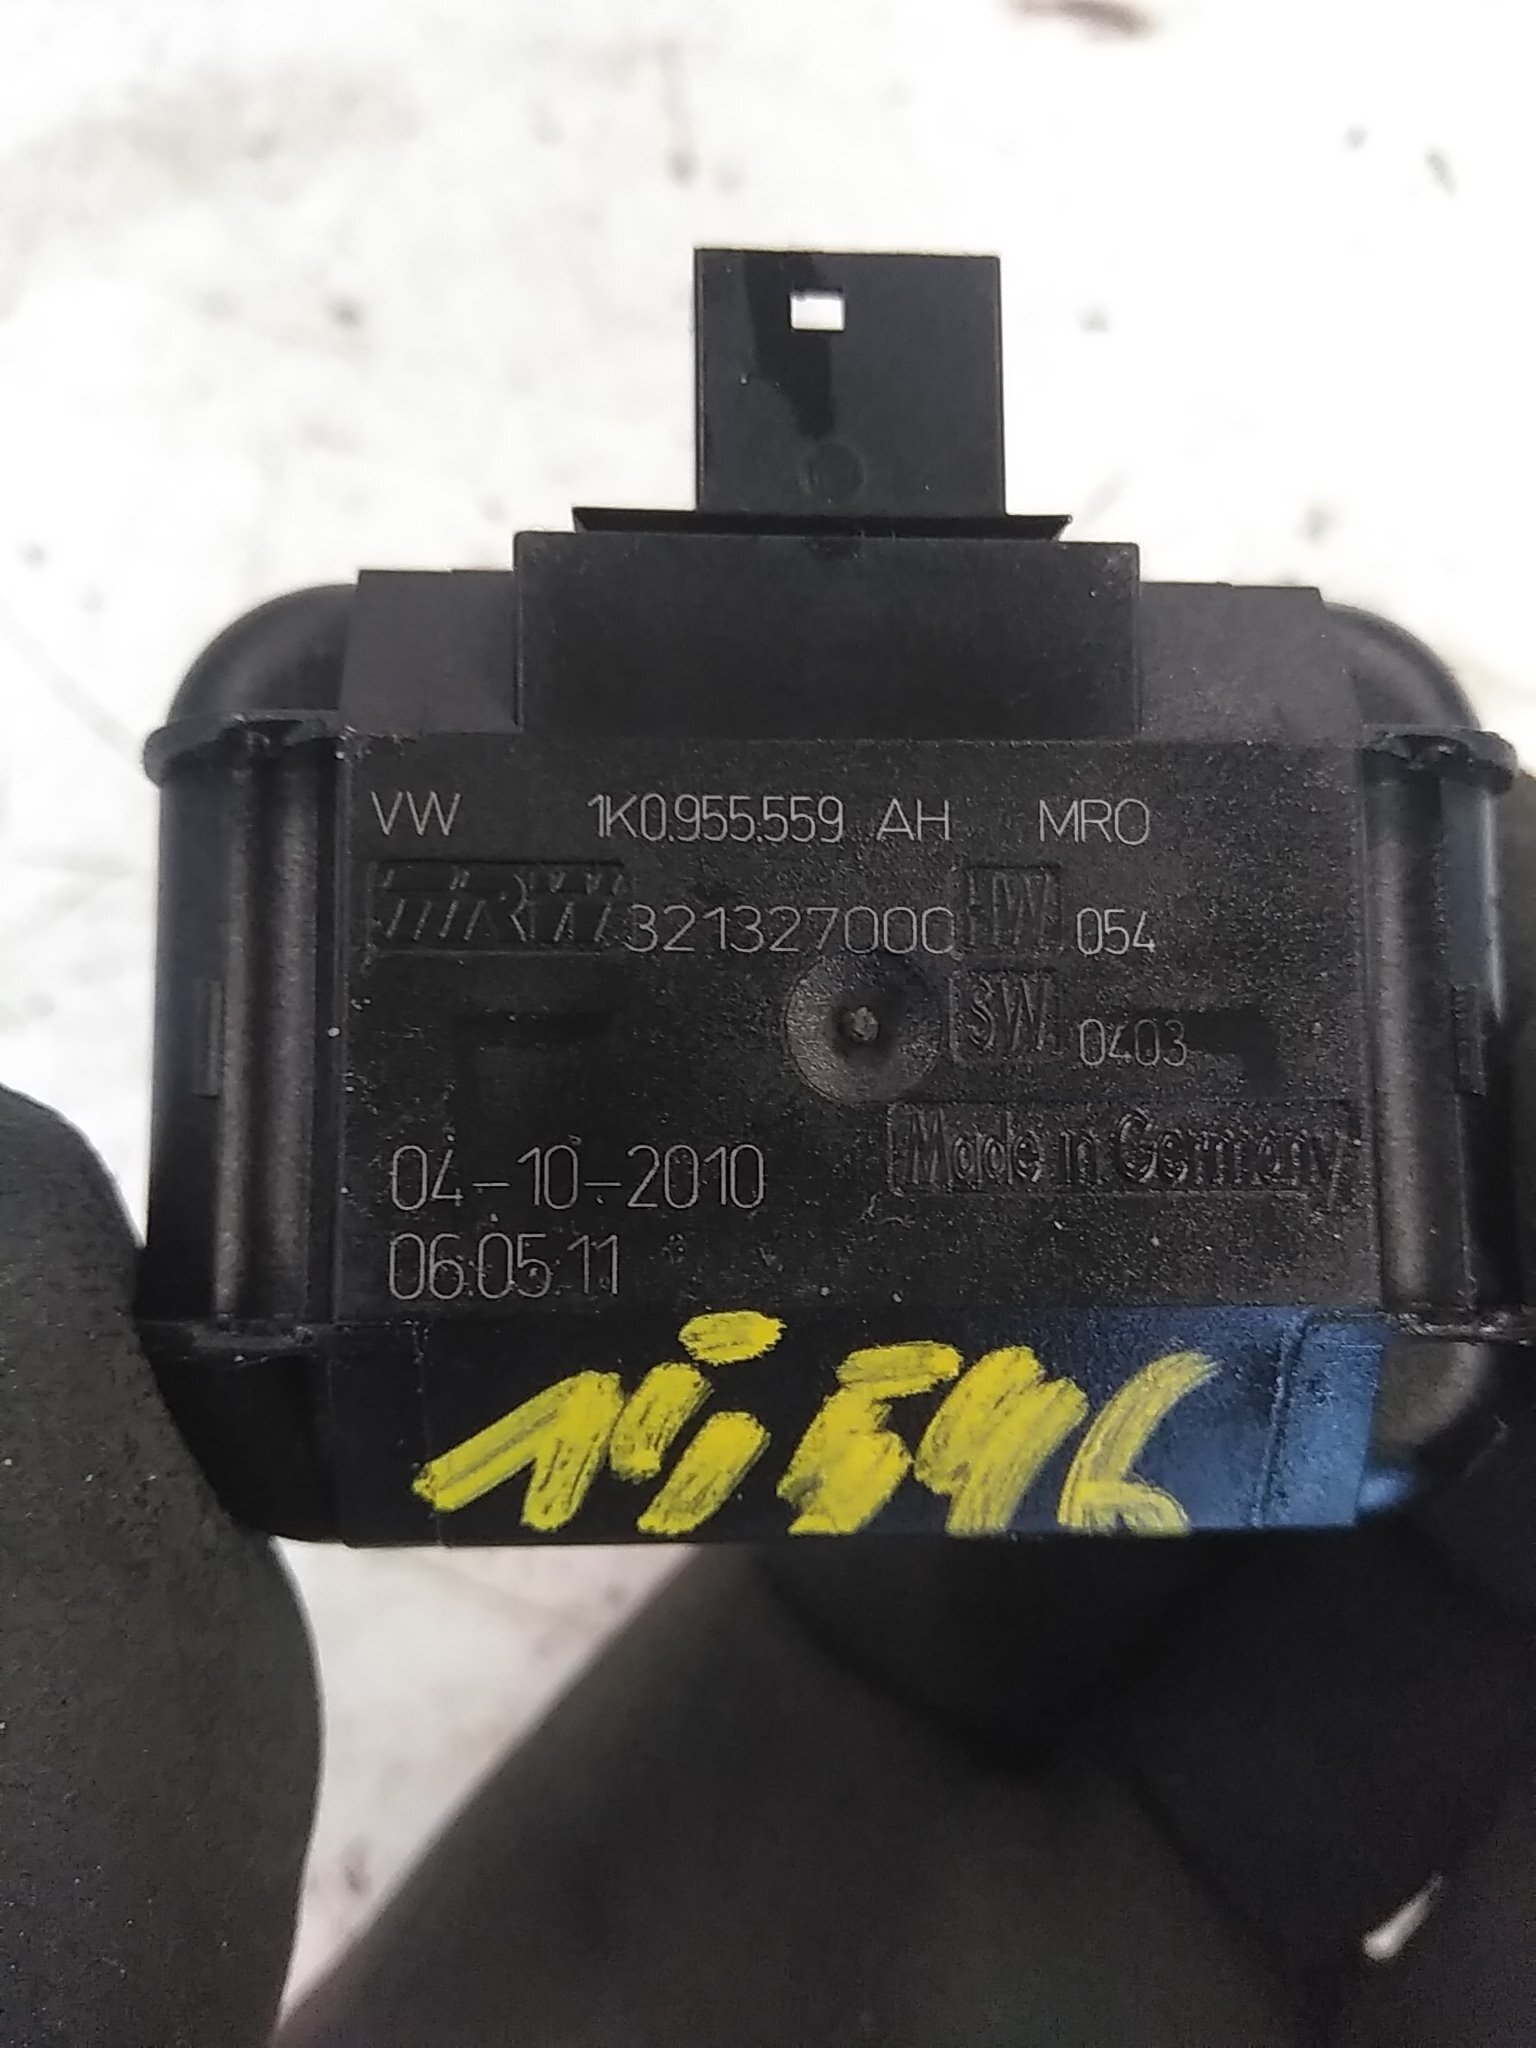 VW 1K0.955.559 AH MRO
TRW 321327000 HW 054
SW 0403
Made in Germany
04-10-2010
06:05:11